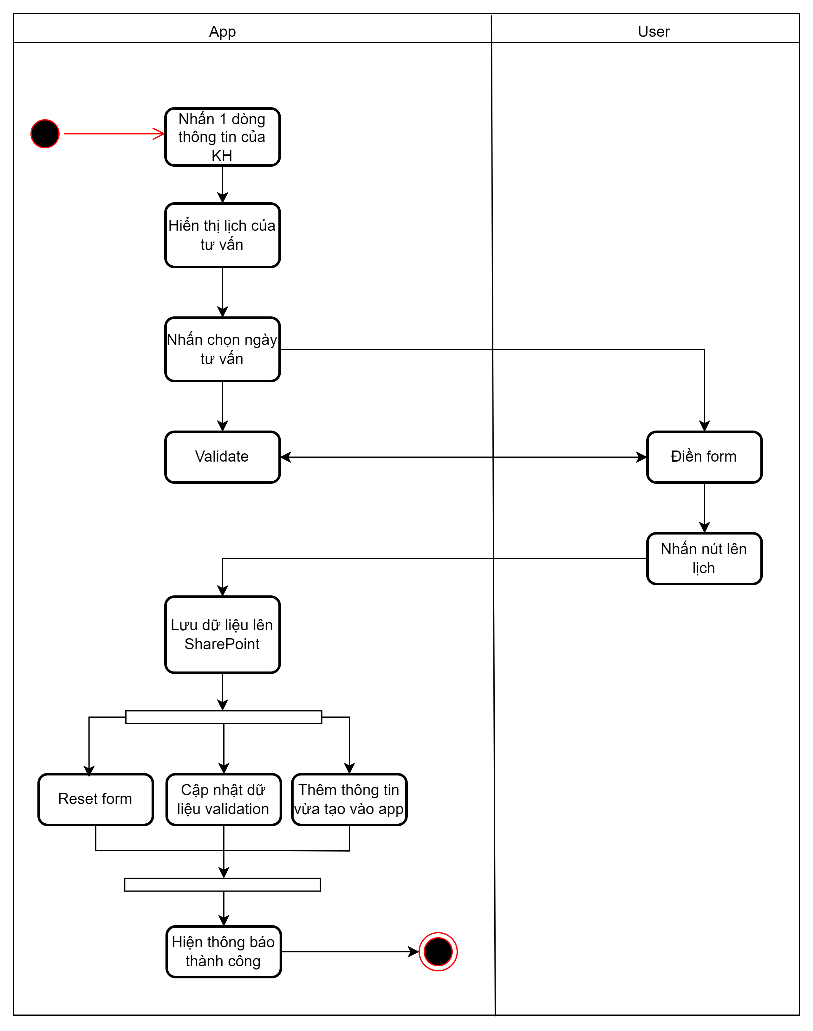 App
User
Nhấn 1 dòng
thông tin của
KH
Hiển thị lịch của
tư vấn
Nhấn chọn ngày
tư vấn
Validate
Điền form
Nhấn nút lên
lịch
Lưu dữ liệu lên
SharePoint
Reset form
Cập nhật dữ
liệu validation
Thêm thông tin
vừa tạo vào app
Hiện thông báo
thành công